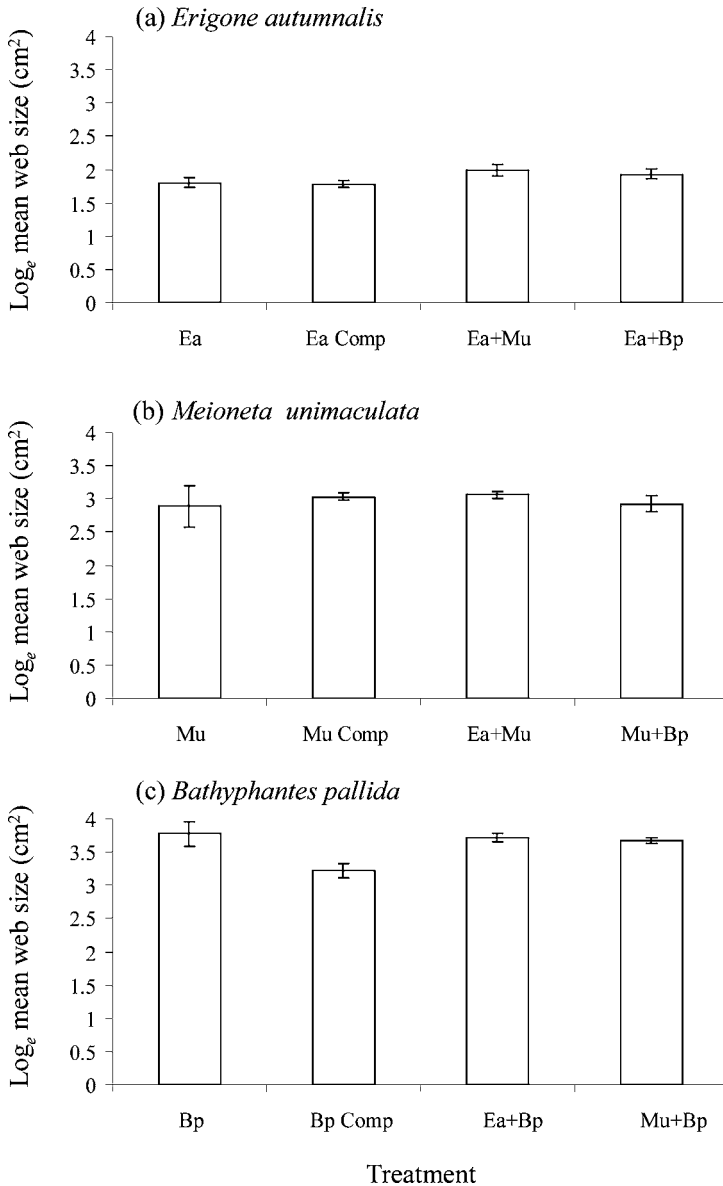 (a) Erigone autumnalis
Logₑ mean web size (cm²)
4
3.5
3
2.5
2
1.5
1
0.5
0
Ea Ea Comp Ea+Mu Ea+Bp
(b) Meioneta unimaculata
Logₑ mean web size (cm²)
4
3.5
3
2.5
2
1.5
1
0.5
0
Mu Mu Comp Ea+Mu Mu+Bp
(c) Bathyphantes pallida
Logₑ mean web size (cm²)
4
3.5
3
2.5
2
1.5
1
0.5
0
Bp Bp Comp Ea+Bp Mu+Bp
Treatment